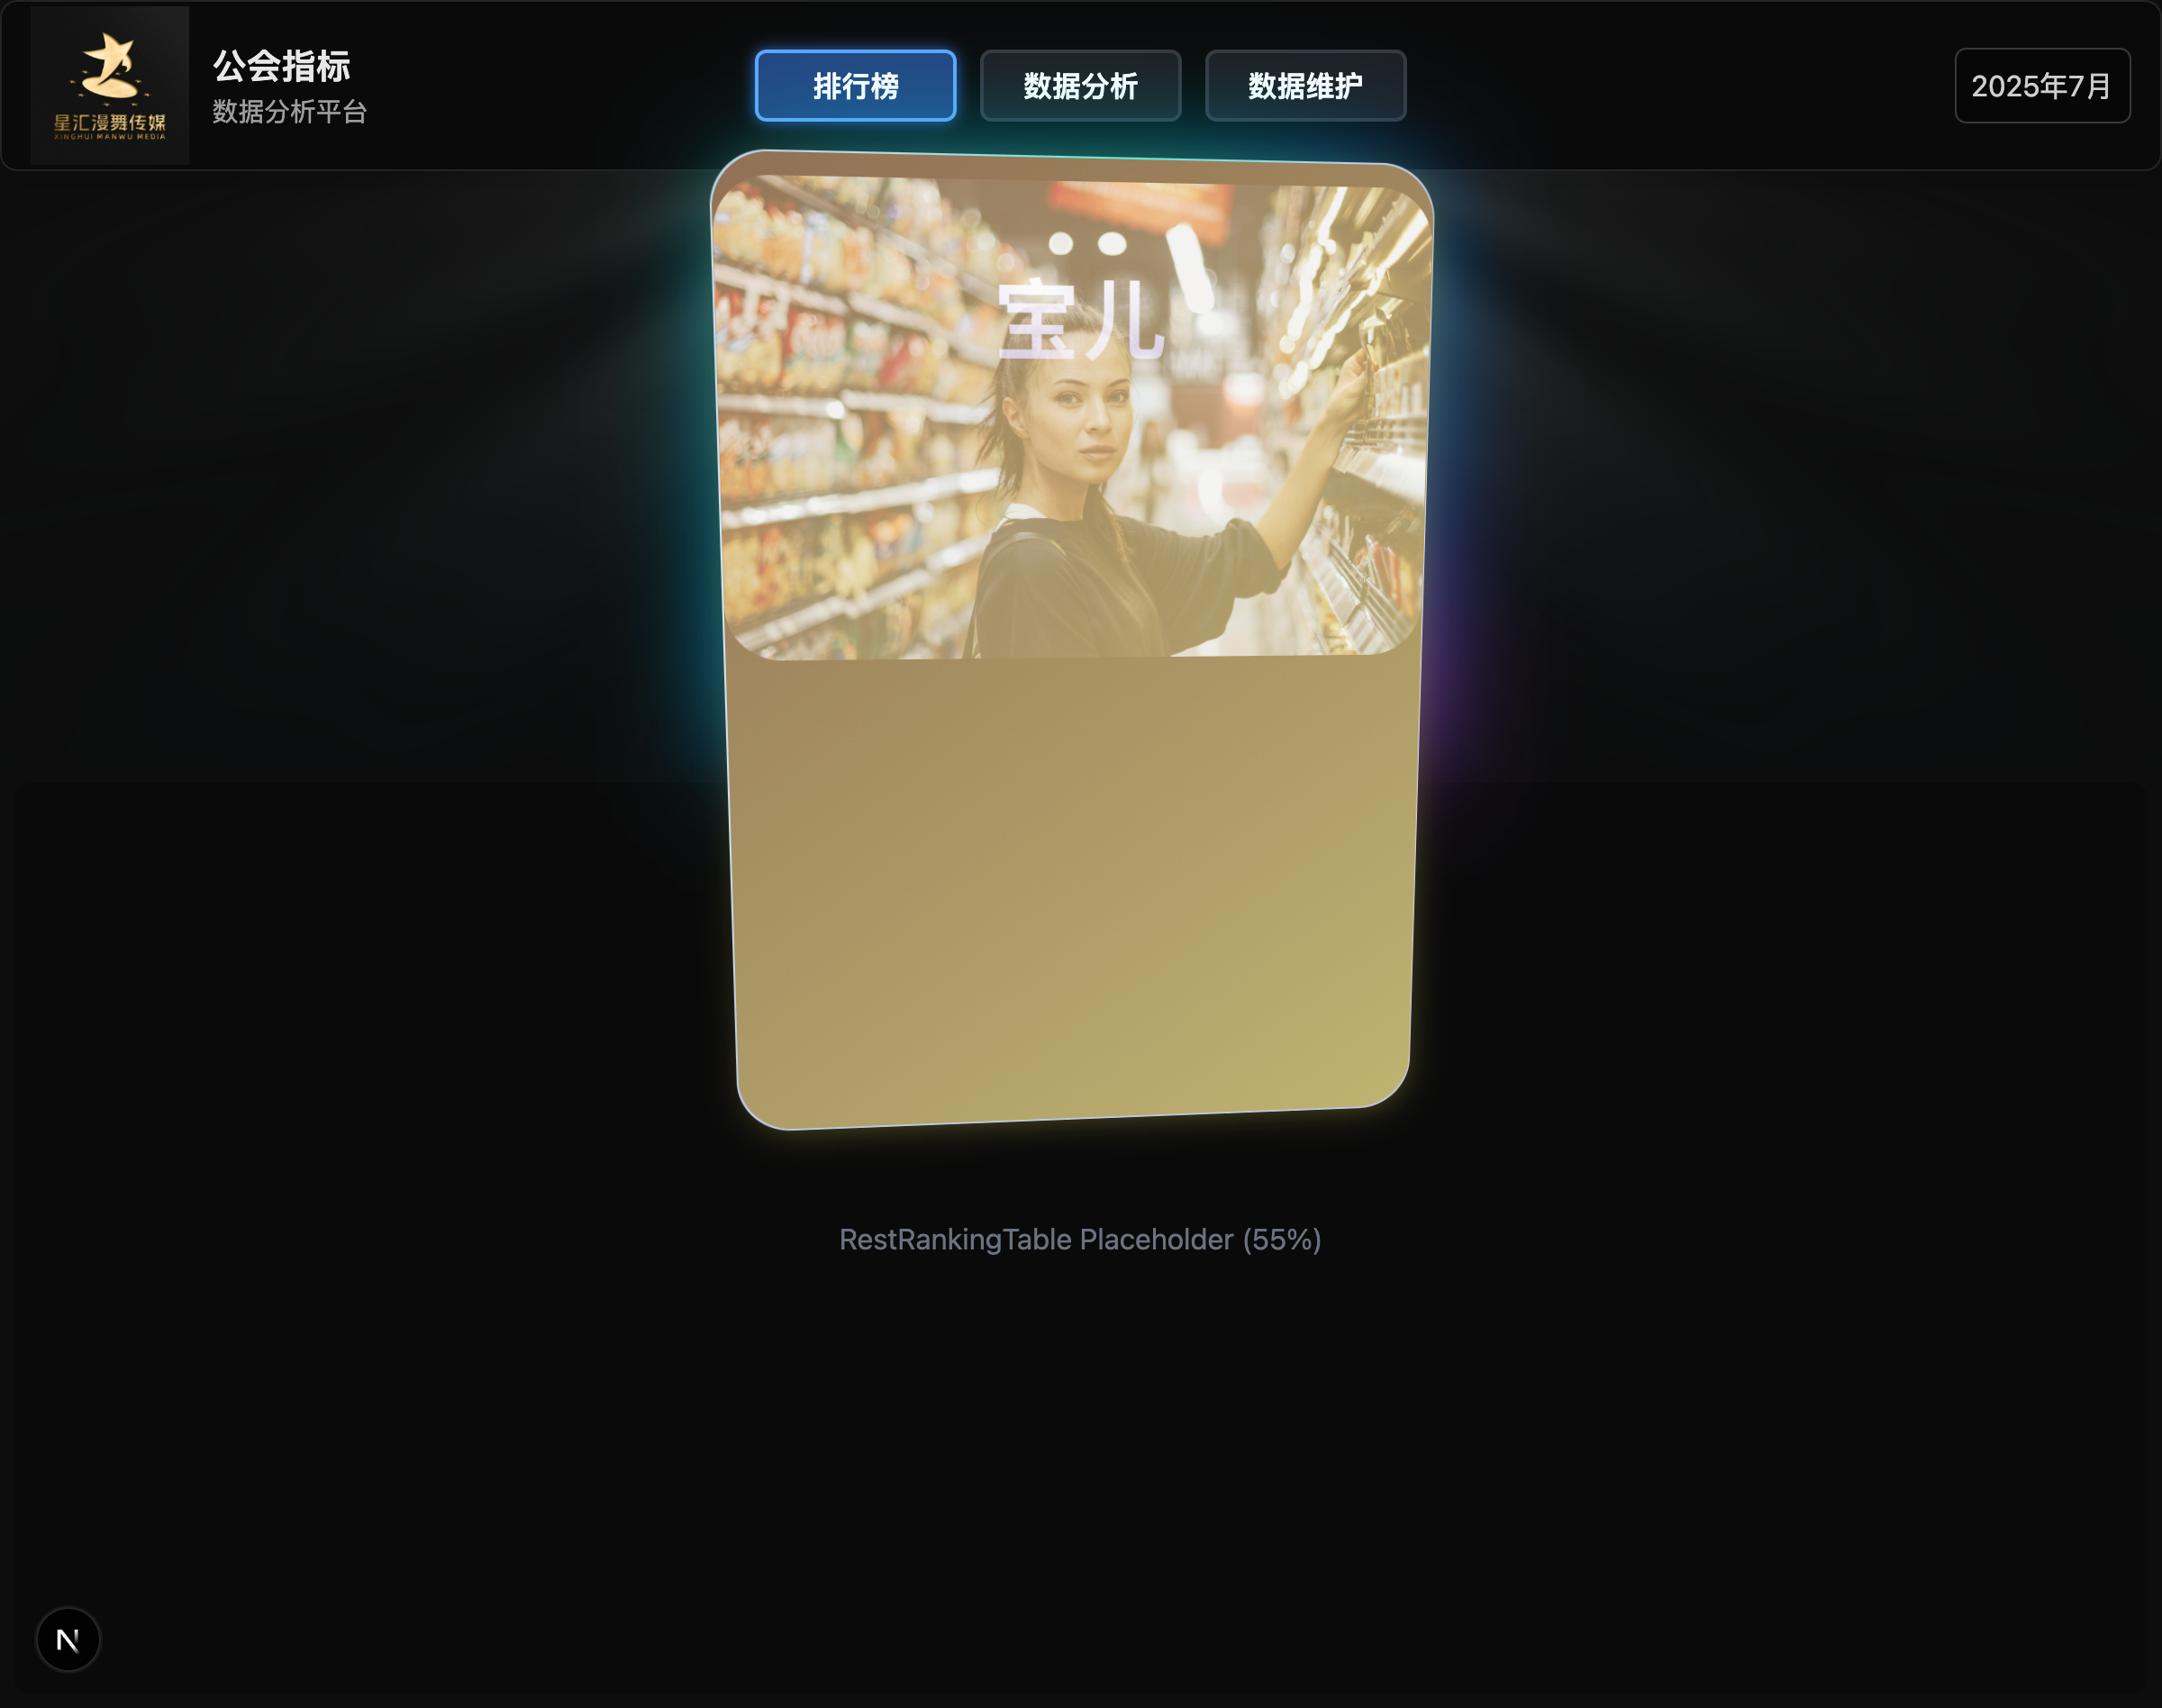 星汇漫舞传媒
XINGHUI MANWU MEDIA
公会指标
数据分析平台
排行榜
数据分析
数据维护
2025年7月
宝儿
RestRankingTable Placeholder (55%)
N